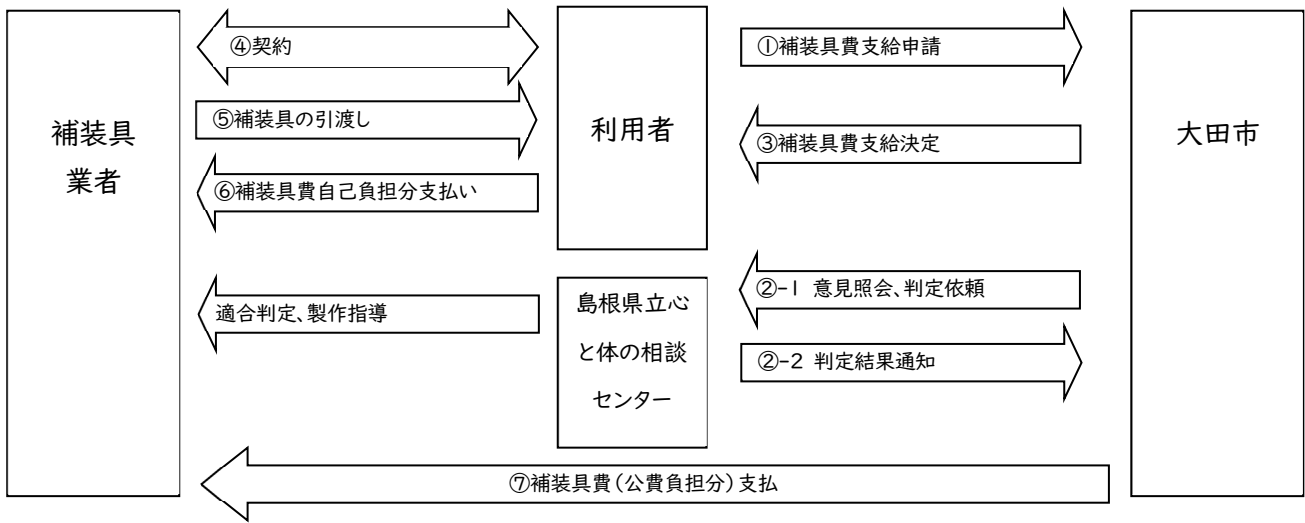 補装具
業者
④契約
⑤補装具の引渡し
⑥補装具費自己負担分支払い
適合判定、製作指導
利用者
島根県立心
と体の相談
センター
①補装具費支給申請
③補装具費支給決定
②-1 意見照会、判定依頼
②-2 判定結果通知
大田市
⑦補装具費(公費負担分)支払